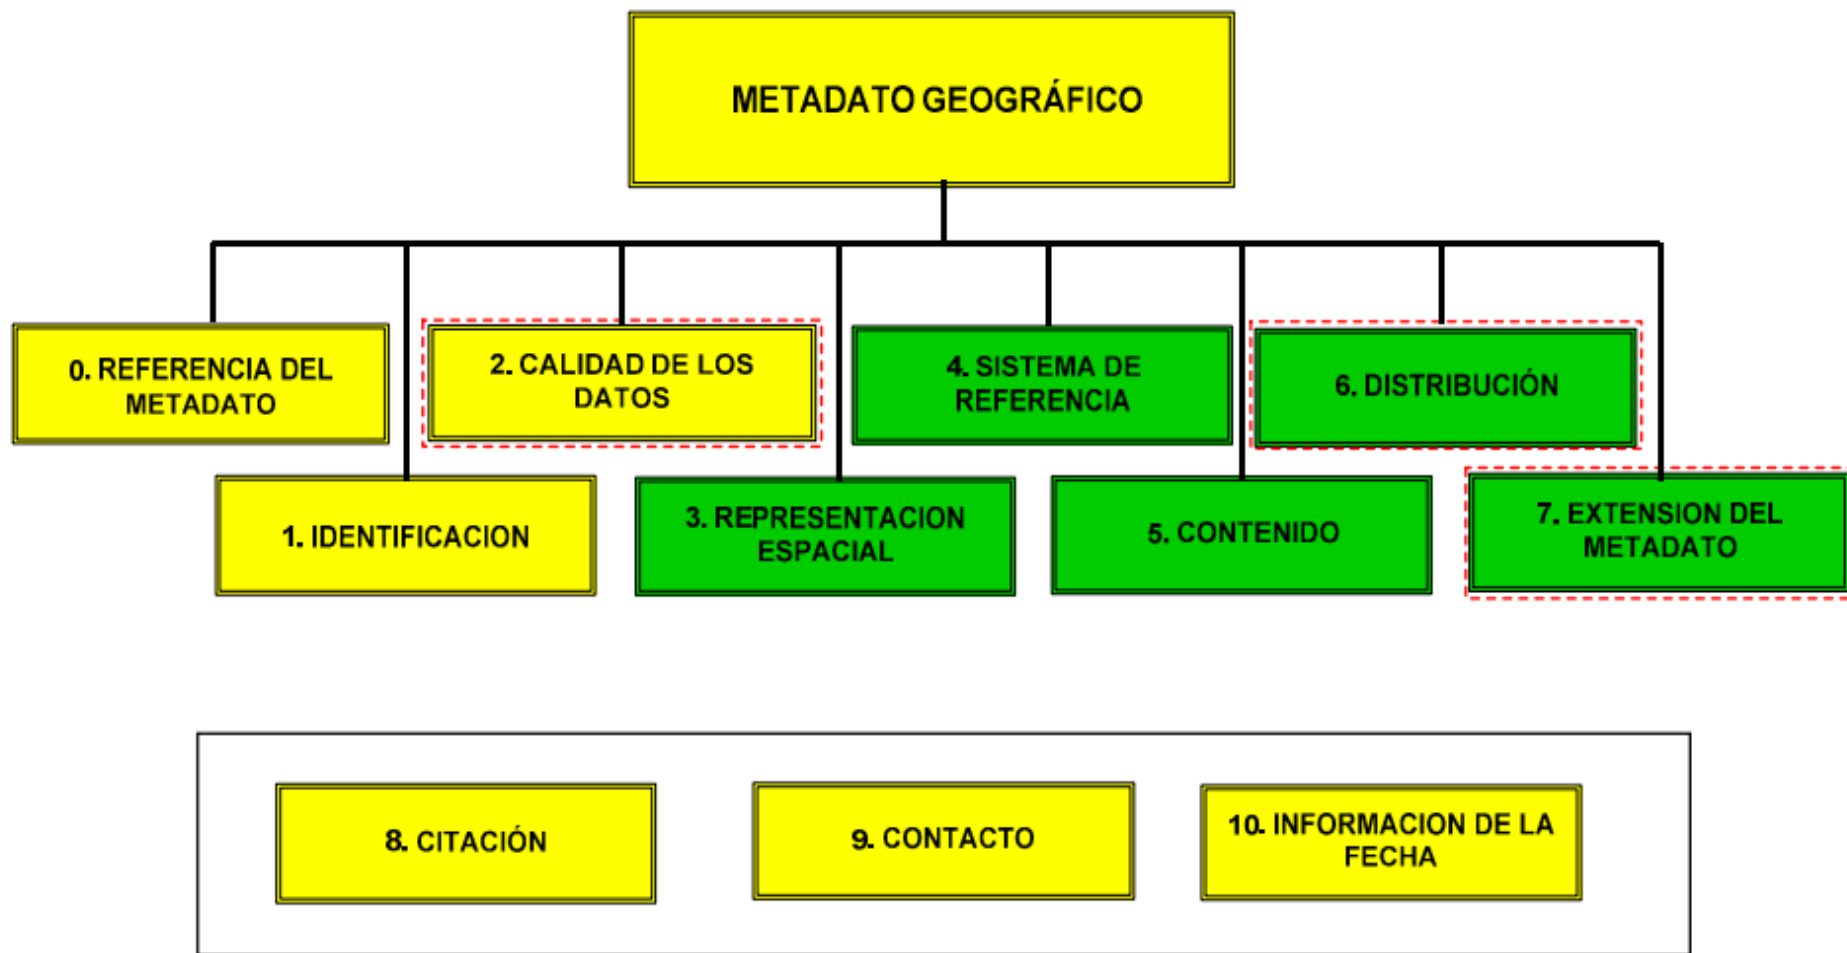 METADATO GEOGRÁFICO
0. REFERENCIA DEL
METADATO
2. CALIDAD DE LOS
DATOS
4. SISTEMA DE
REFERENCIA
6. DISTRIBUCIÓN
1. IDENTIFICACION
3. REPRESENTACION
ESPACIAL
5. CONTENIDO
7. EXTENSION DEL
METADATO
8. CITACIÓN
9. CONTACTO
10. INFORMACION DE LA
FECHA